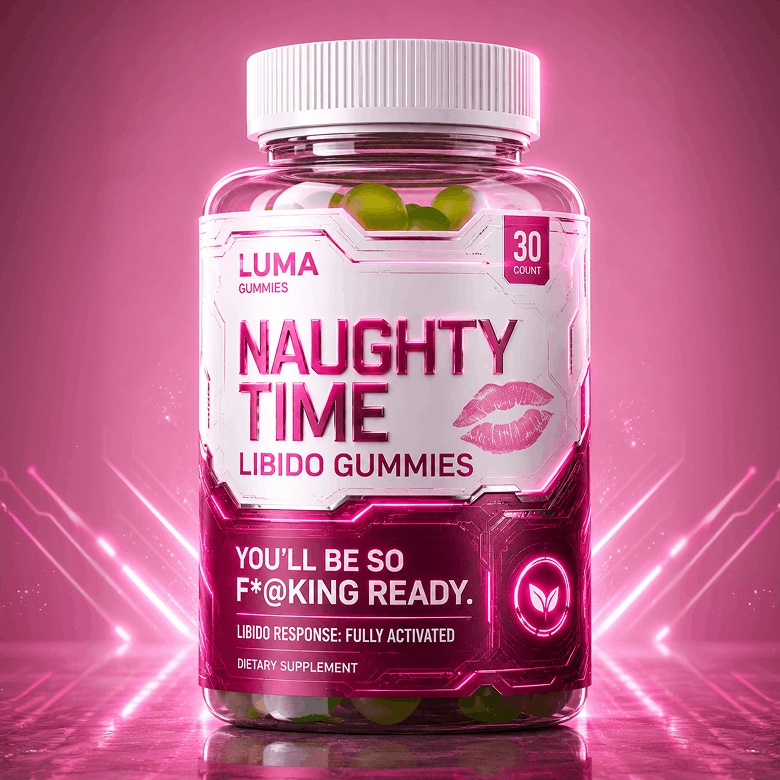 LUMA
GUMMIES
30
COUNT
NAUGHTY
TIME
LIBIDO GUMMIES
YOU'LL BE SO
F*@KING READY.
LIBIDO RESPONSE: FULLY ACTIVATED
DIETARY SUPPLEMENT